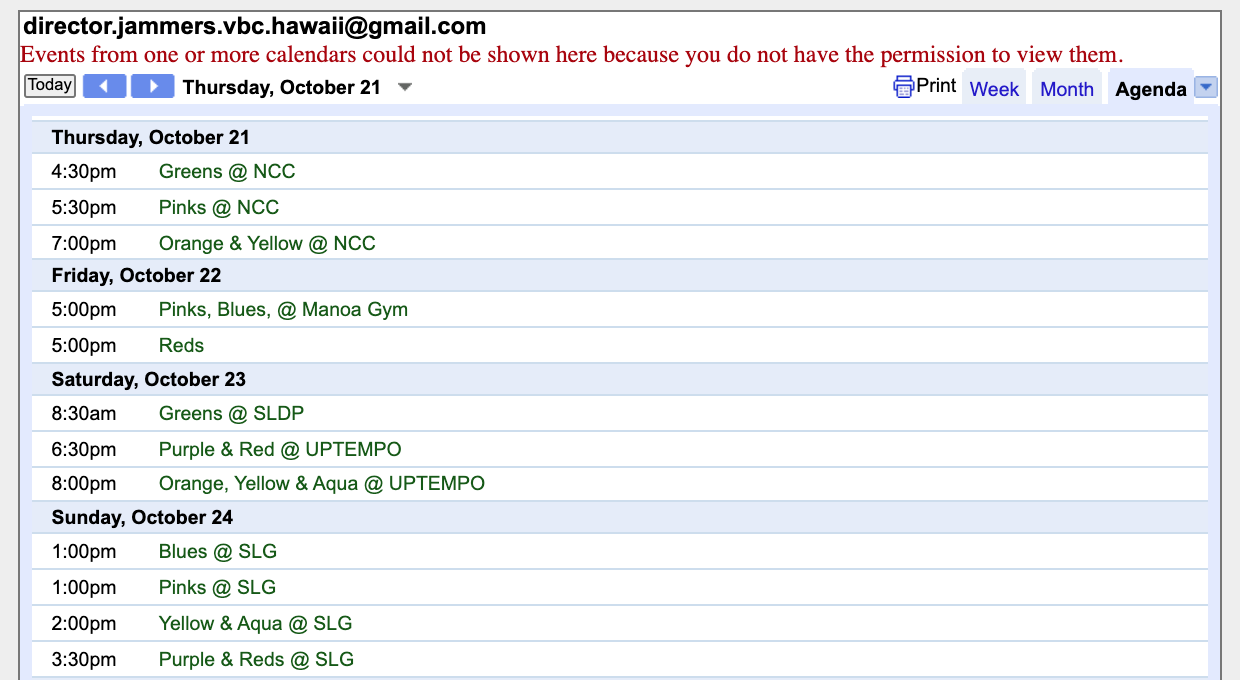 director.jammers.vbc.hawaii@gmail.com
Events from one or more calendars could not be shown here because you do not have the permission to view them.
Today Thursday, October 21 Print Week Month Agenda
Thursday, October 21
4:30pm Greens @ NCC
5:30pm Pinks @ NCC
7:00pm Orange & Yellow @ NCC
Friday, October 22
5:00pm Pinks, Blues, @ Manoa Gym
5:00pm Reds
Saturday, October 23
8:30am Greens @ SLDP
6:30pm Purple & Red @ UPTEMPO
8:00pm Orange, Yellow & Aqua @ UPTEMPO
Sunday, October 24
1:00pm Blues @ SLG
1:00pm Pinks @ SLG
2:00pm Yellow & Aqua @ SLG
3:30pm Purple & Reds @ SLG